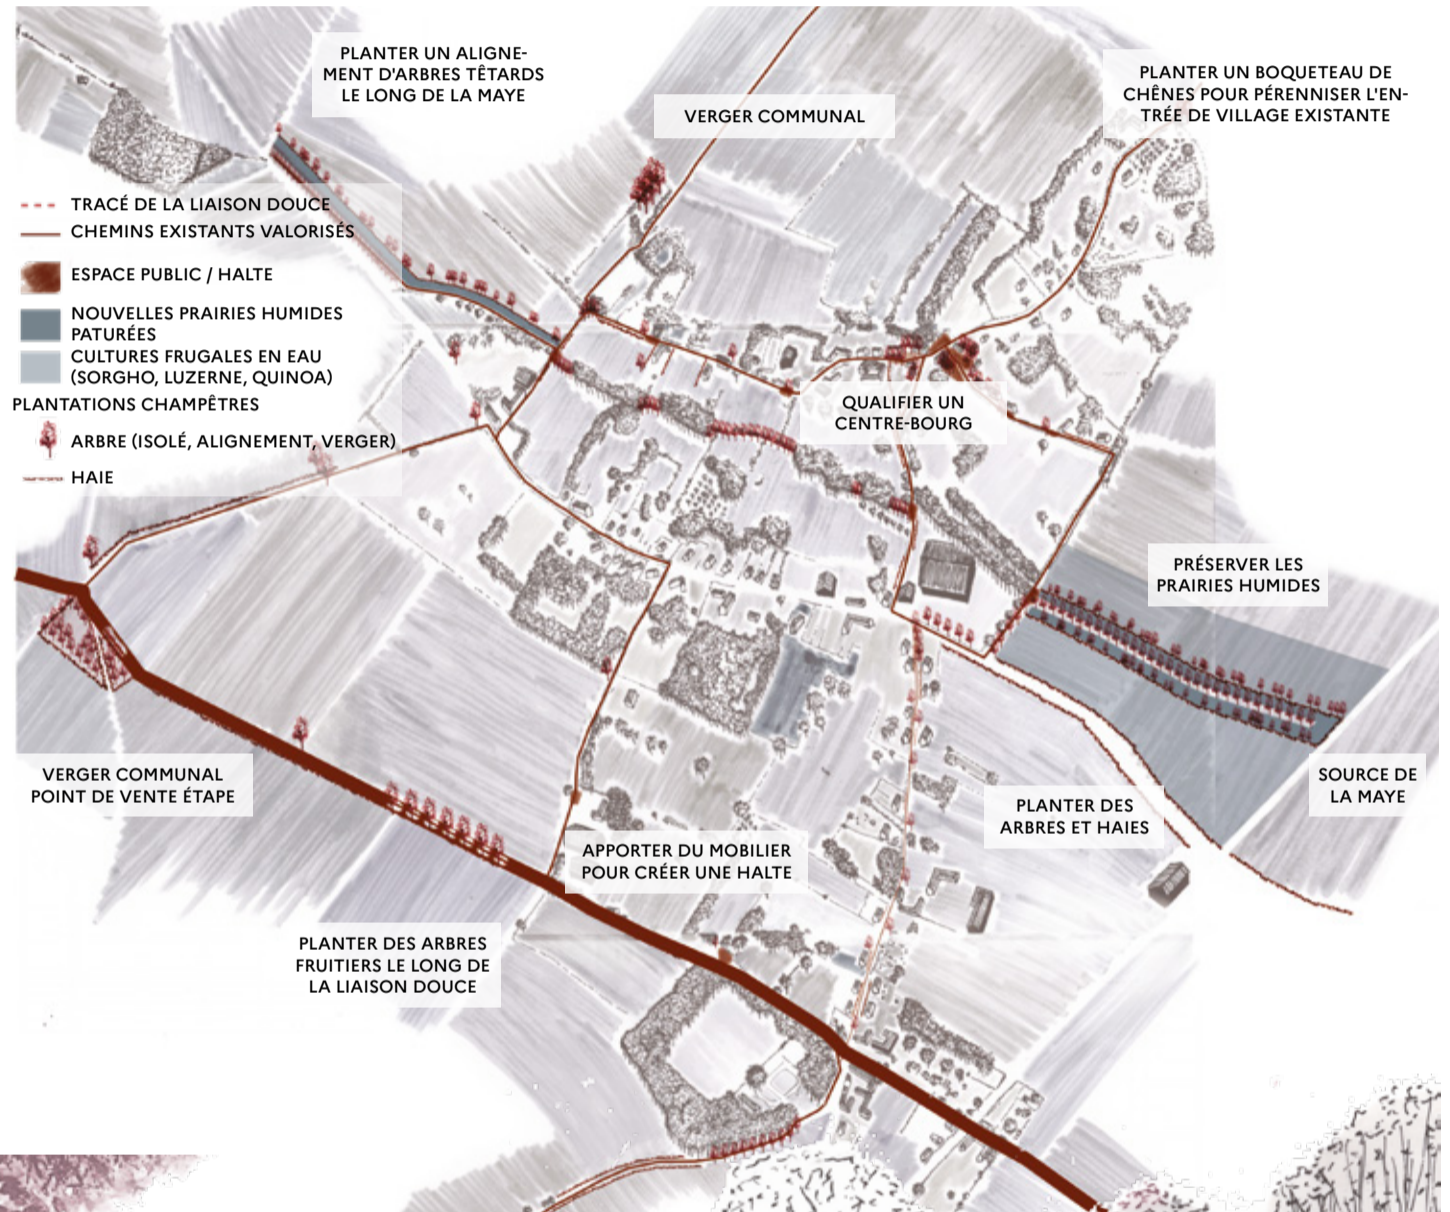 PLANTER UN ALIGNE-
MENT D'ARBRES TÊTARDS
LE LONG DE LA MAYE
VERGER COMMUNAL
PLANTER UN BOQUETEAU DE
CHÊNES POUR PÉRENNISER L'EN-
TRÉE DE VILLAGE EXISTANTE
TRACÉ DE LA LIAISON DOUCE
CHEMINS EXISTANTS VALORISÉS
ESPACE PUBLIC / HALTE
NOUVELLES PRAIRIES HUMIDES
PATURÉES
CULTURES FRUGALES EN EAU
(SORGHO, LUZERNE, QUINOA)
PLANTATIONS CHAMPÊTRES
ARBRE (ISOLÉ, ALIGNEMENT, VERGER)
HAIE
QUALIFIER UN
CENTRE-BOURG
PRÉSERVER LES
PRAIRIES HUMIDES
VERGER COMMUNAL
POINT DE VENTE ÉTAPE
SOURCE DE
LA MAYE
PLANTER DES
ARBRES ET HAIES
APPORTER DU MOBILIER
POUR CRÉER UNE HALTE
PLANTER DES ARBRES
FRUITIERS LE LONG DE
LA LIAISON DOUCE